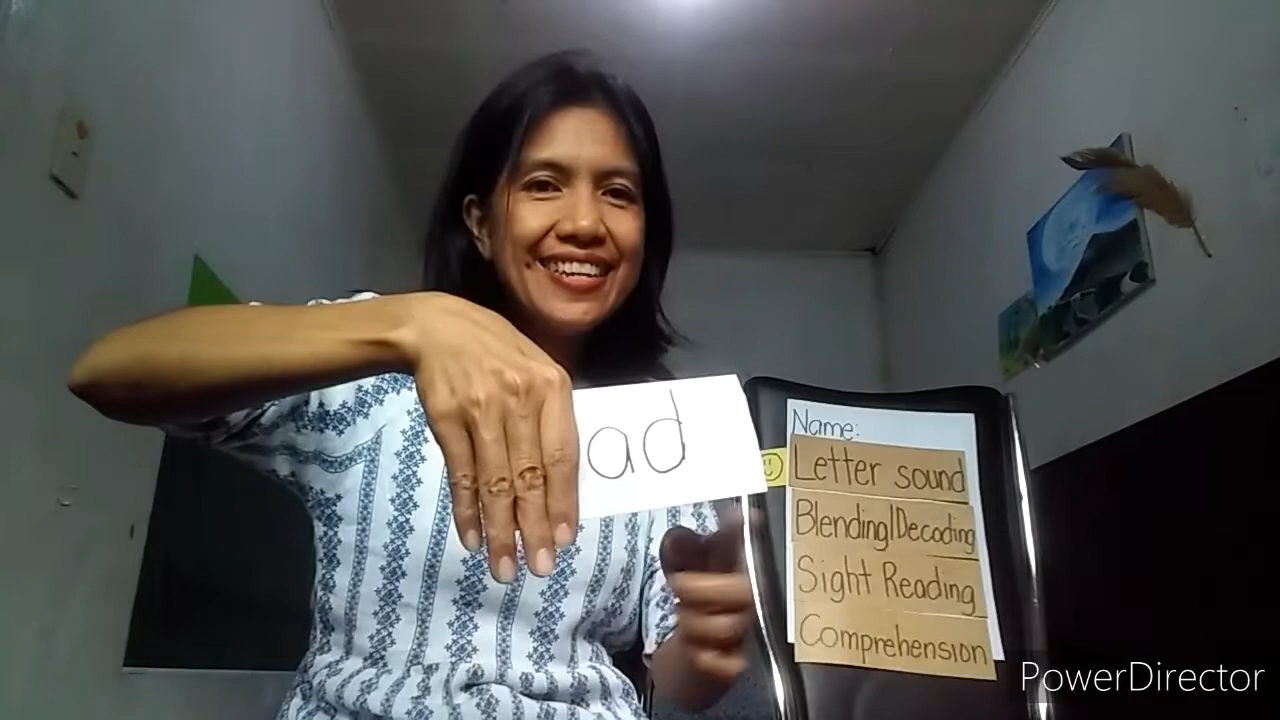 ad
Name:
Letter sound
Blending/Decoding
Sight Reading
Comprehension
PowerDirector